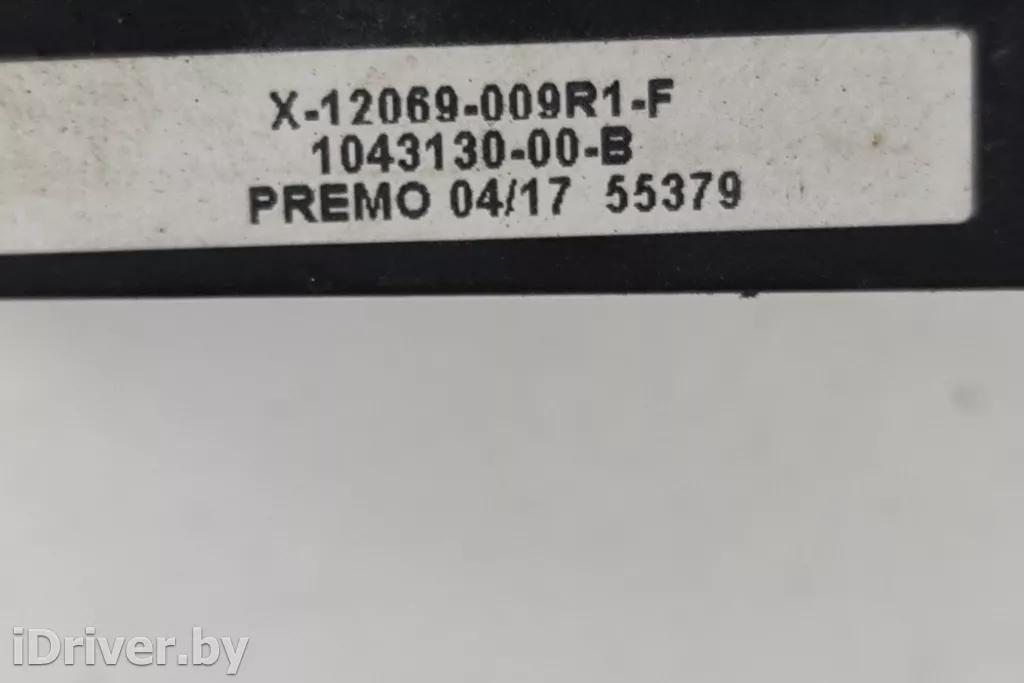 X-12069-009R1-F
1043130-00-B
PREMO 04/17 55379
iDriver.by